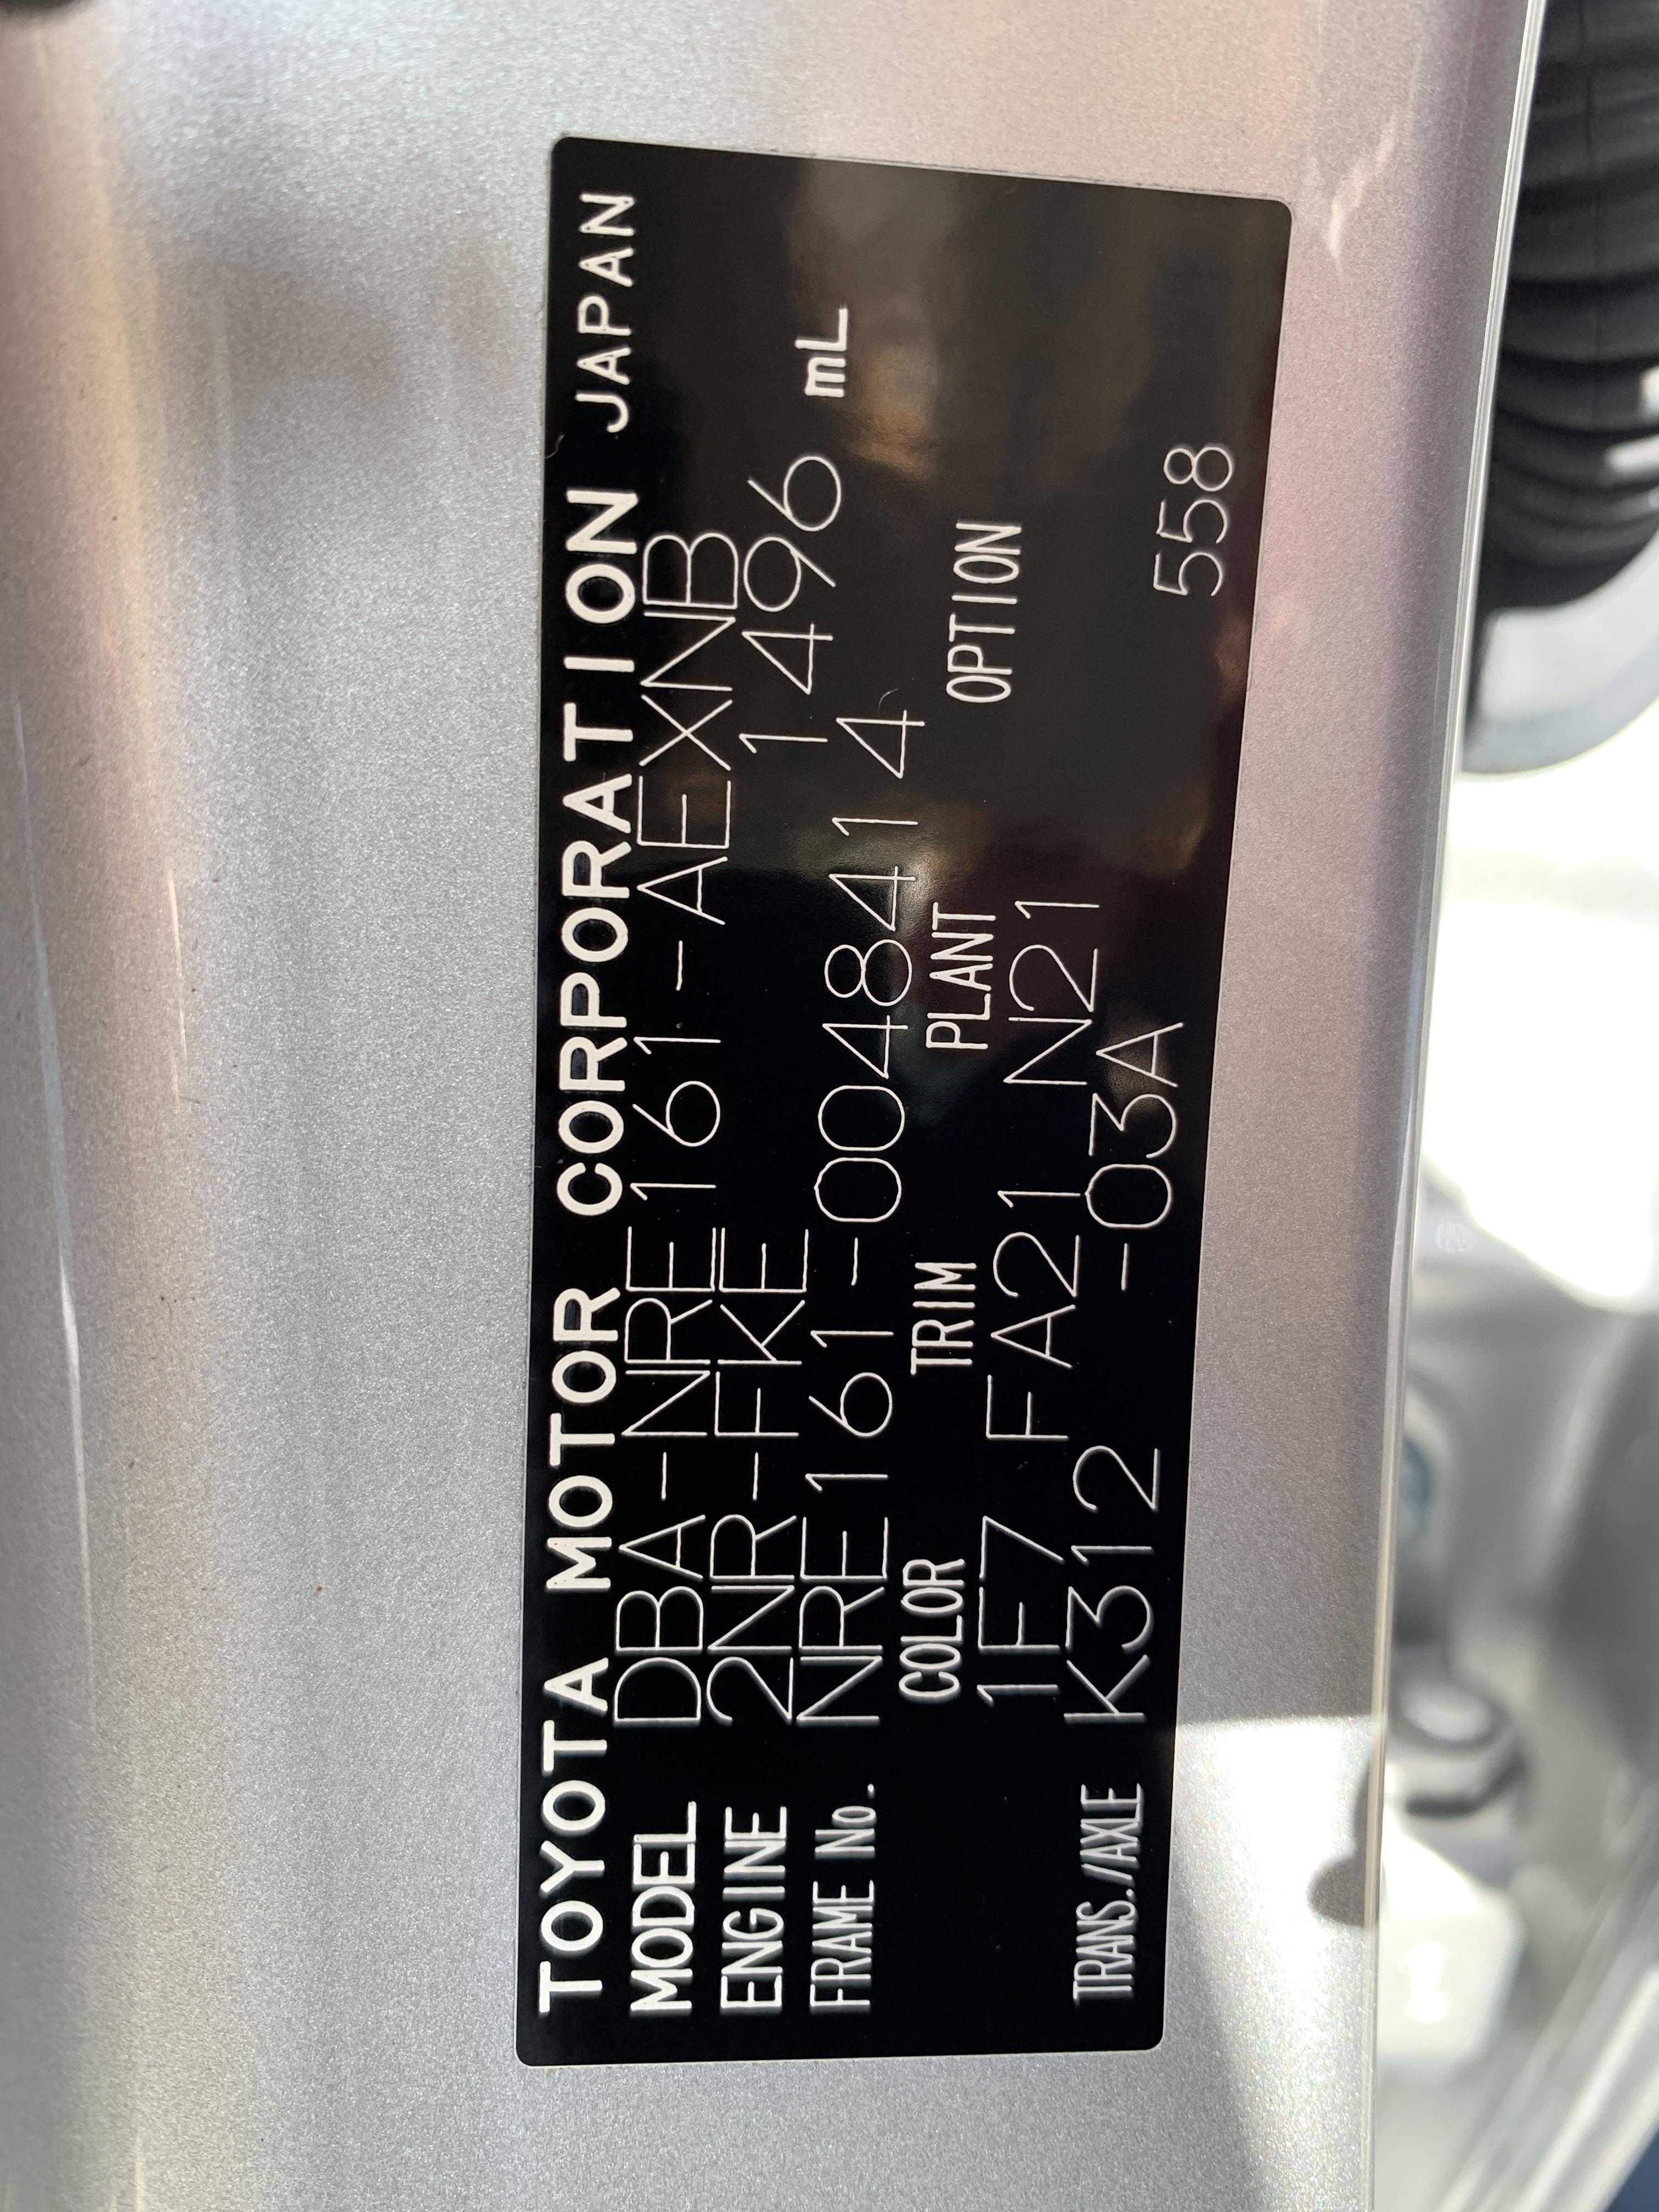 TOYOTA MOTOR CORPORATION JAPAN
MODEL DBA-NRE161-AEXNB
ENGINE 2NR-FKE 1496 mL
FRAME No. NRE161-0048414
COLOR TRIM PLANT OPTION
1F7 FA21 N21
TRANS./AXLE K312 -03A 558